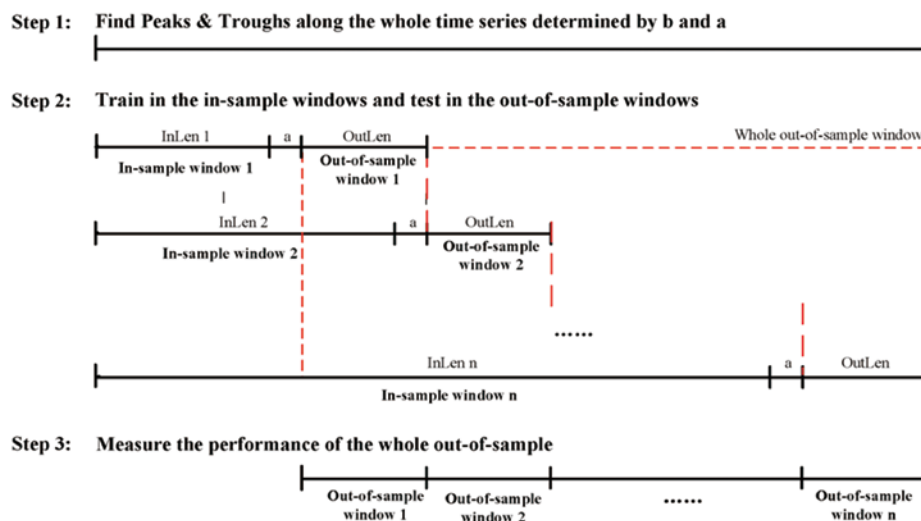 Step 1: Find Peaks & Troughs along the whole time series determined by b and a
Step 2: Train in the in-sample windows and test in the out-of-sample windows
InLen 1 a OutLen Whole out-of-sample window
In-sample window 1 Out-of-sample
window 1
InLen 2 a OutLen
In-sample window 2 Out-of-sample
window 2
......
InLen n a OutLen
In-sample window n
Step 3: Measure the performance of the whole out-of-sample
Out-of-sample Out-of-sample ...... Out-of-sample
window 1 window 2 window n